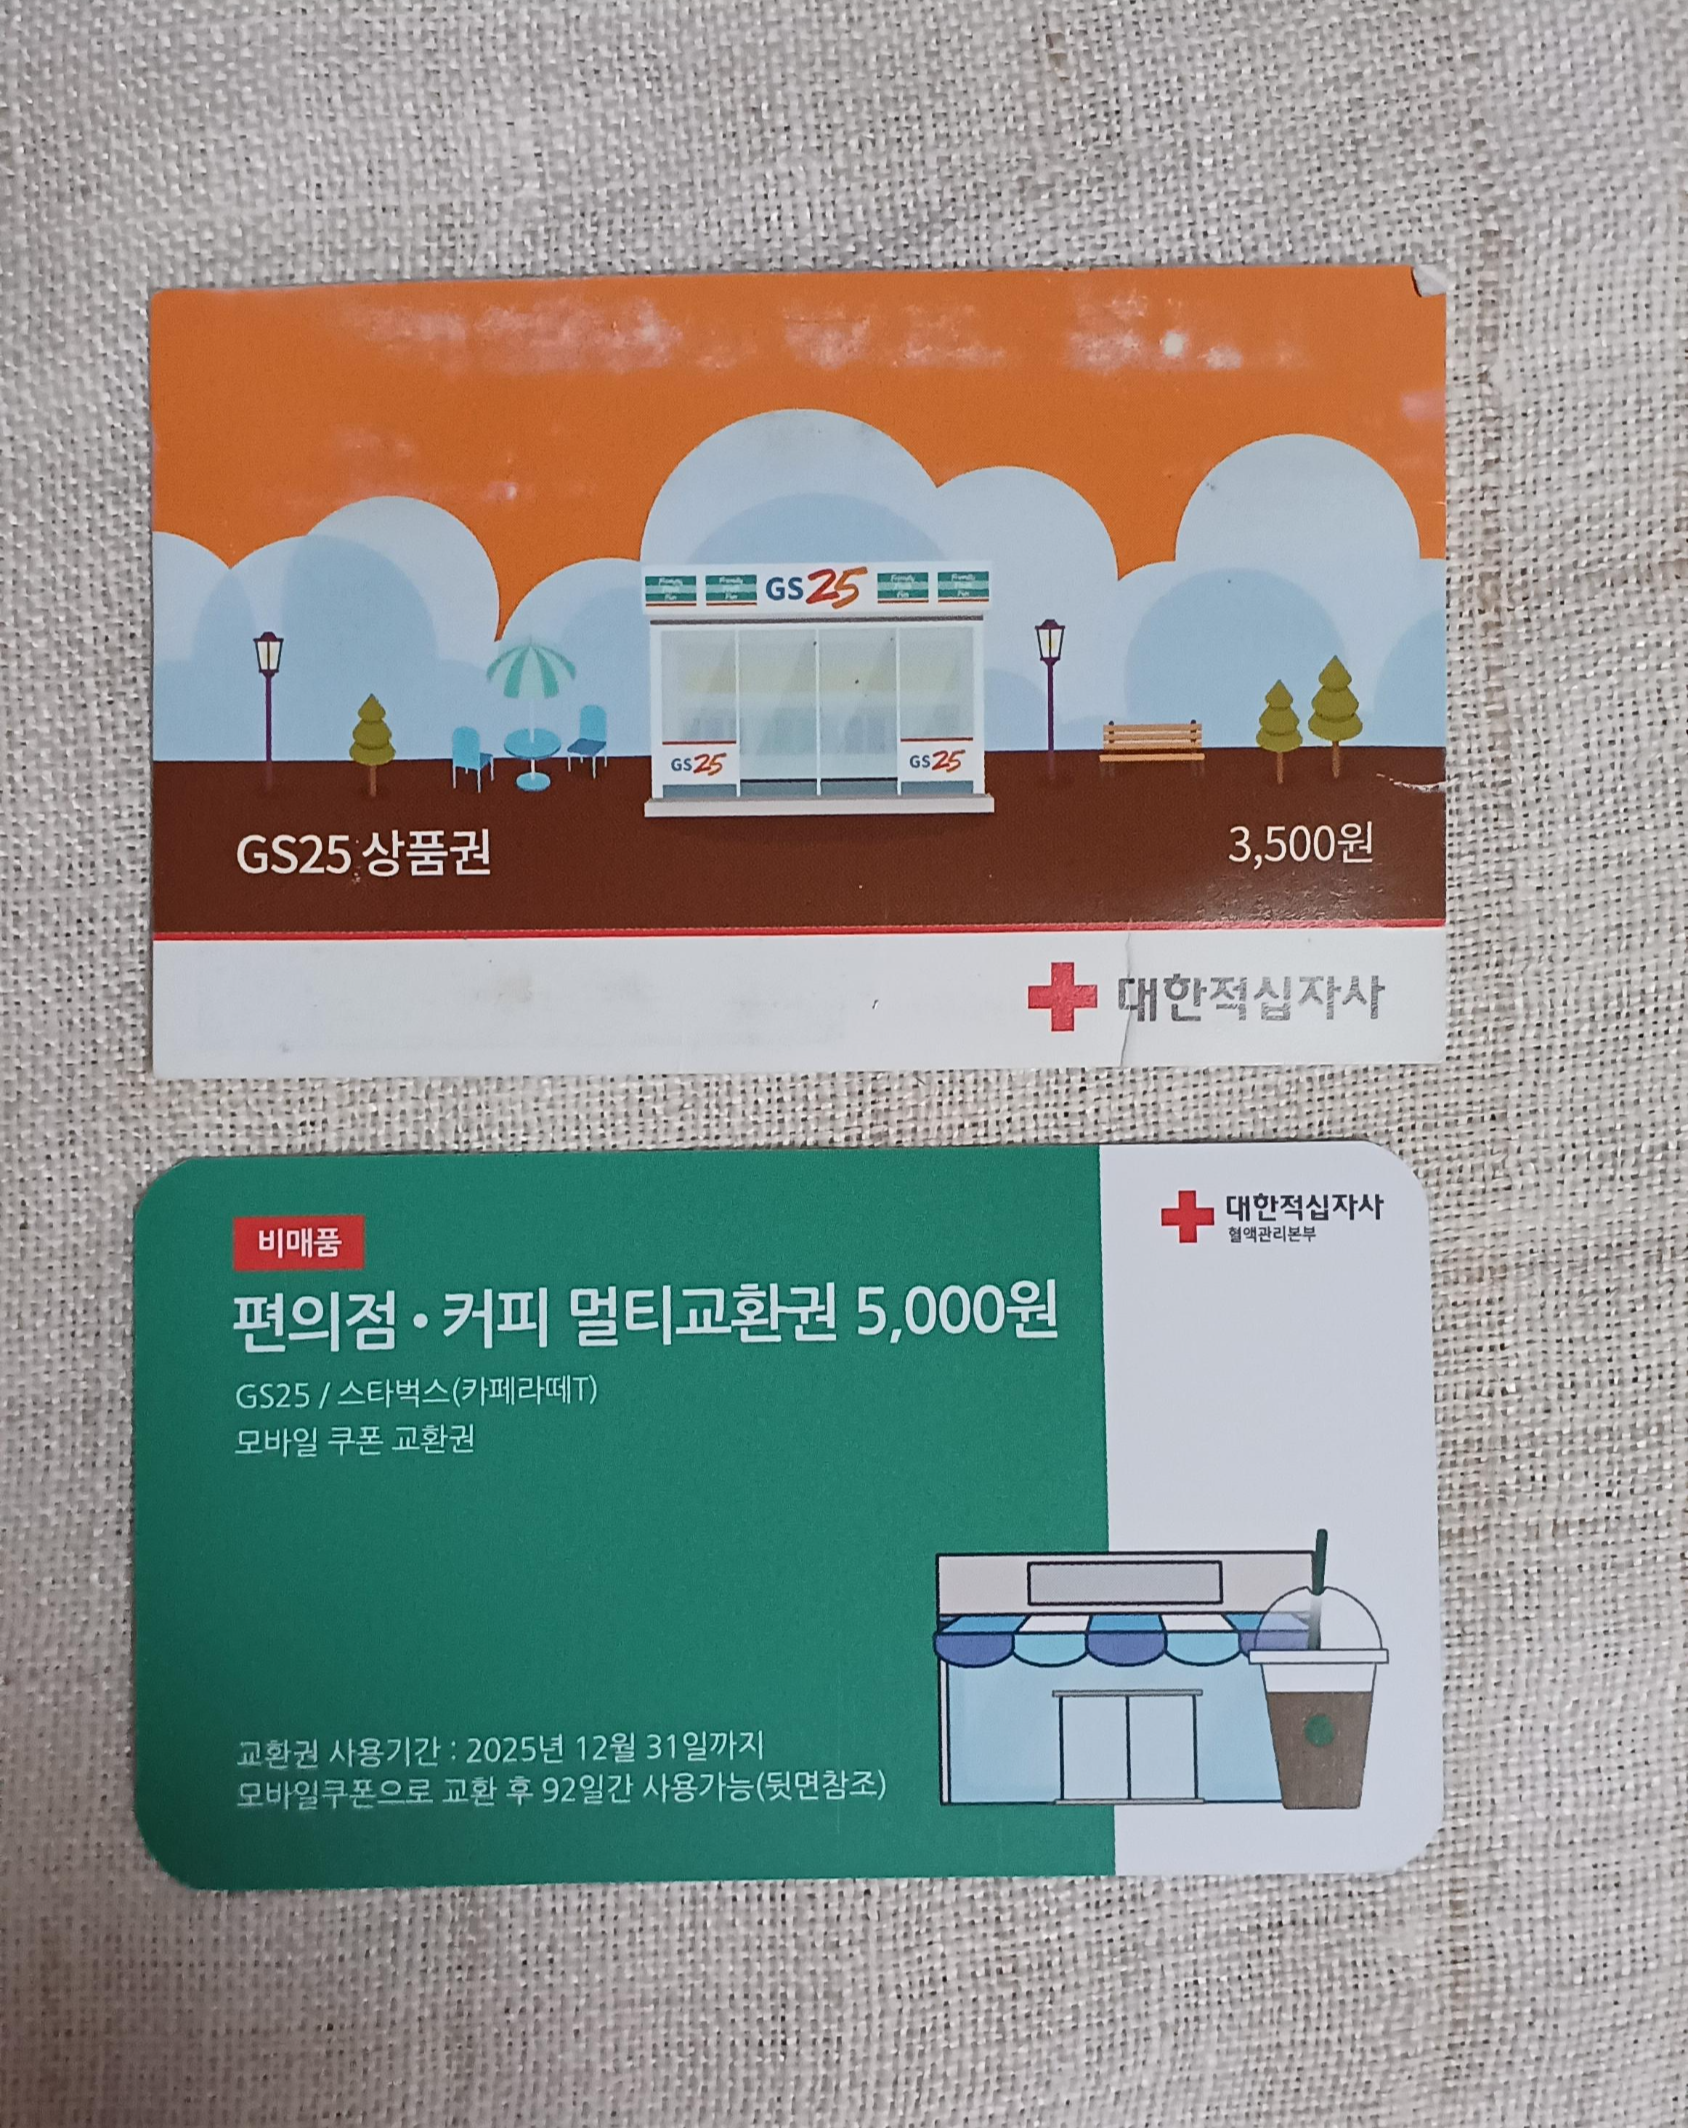 GS25
GS25
GS25
GS25 상품권
3,500원
대한적십자사
대한적십자사
혈액관리본부
비매품
편의점 • 커피 멀티교환권 5,000원
GS25 / 스타벅스(카페라떼T)
모바일 쿠폰 교환권
교환권 사용기간 : 2025년 12월 31일까지
모바일쿠폰으로 교환 후 92일간 사용가능(뒷면참조)